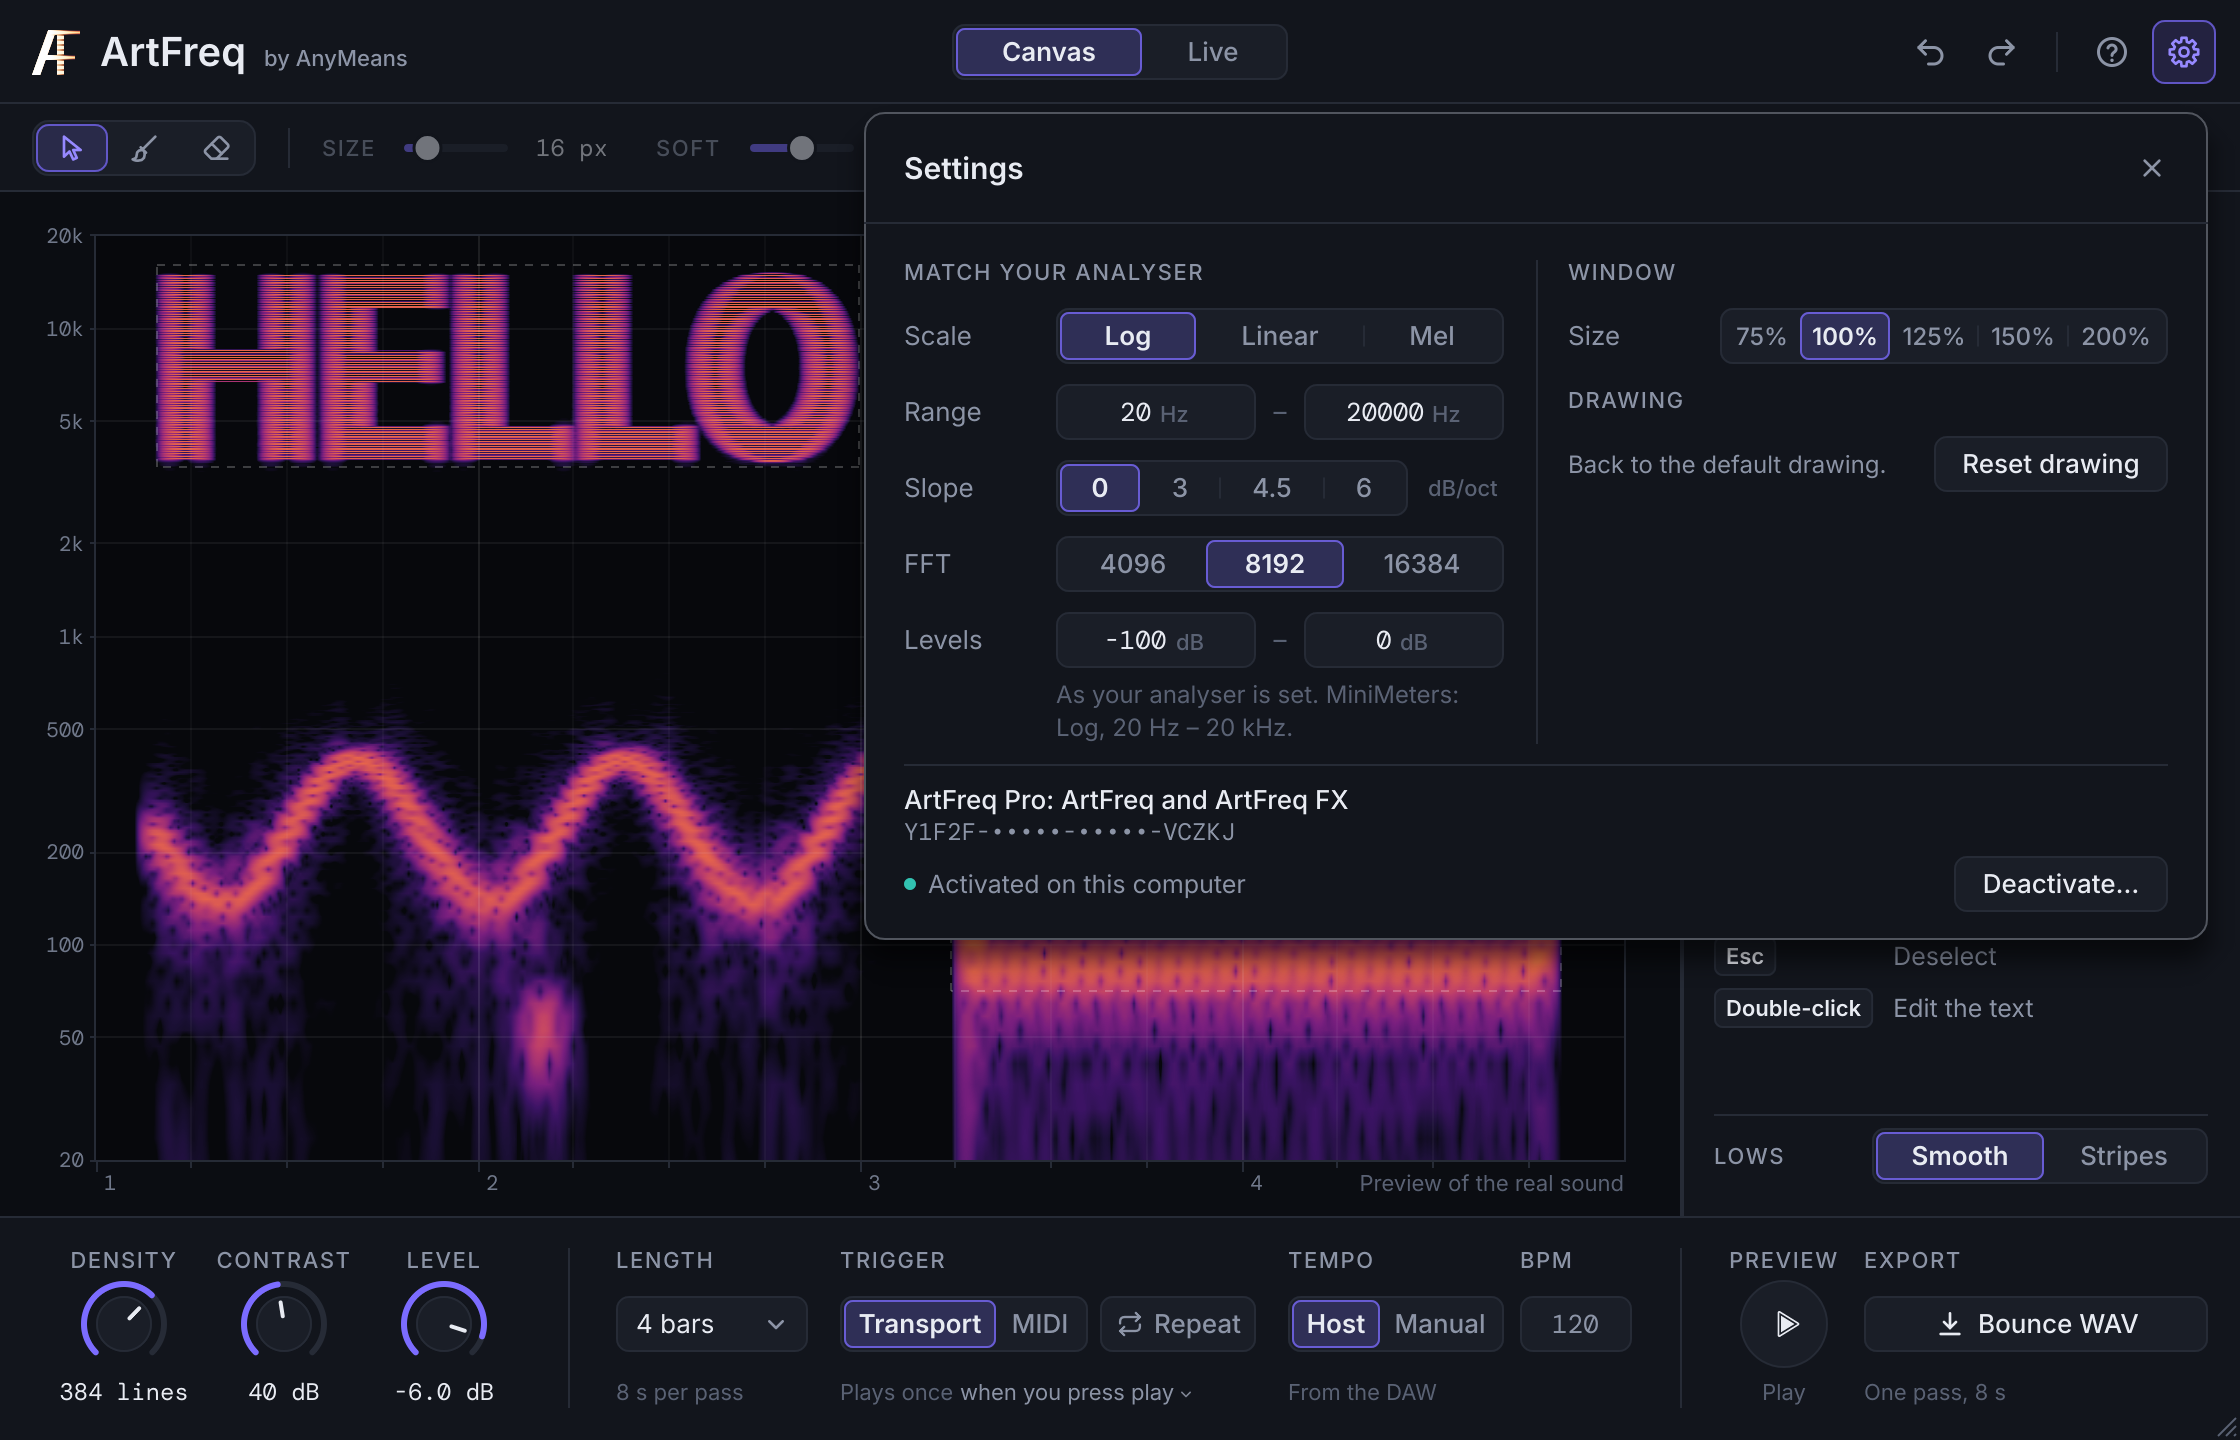 ArtFreq by AnyMeans
Canvas Live
SIZE 16 px SOFT
Settings
MATCH YOUR ANALYSER
Scale Log Linear Mel
Range 20 Hz – 20000 Hz
Slope 0 3 4.5 6 dB/oct
FFT 4096 8192 16384
Levels -100 dB – 0 dB
As your analyser is set. MiniMeters:
Log, 20 Hz – 20 kHz.
WINDOW
Size 75% 100% 125% 150% 200%
DRAWING
Back to the default drawing. Reset drawing
ArtFreq Pro: ArtFreq and ArtFreq FX
Y1F2F-•••••-•••••-VCZKJ
Activated on this computer Deactivate...
HELLO
20k
10k
5k
2k
1k
500
200
100
50
20
1 2 3 4 Preview of the real sound
Esc Deselect
Double-click Edit the text
LOWS Smooth Stripes
DENSITY CONTRAST LEVEL LENGTH TRIGGER TEMPO BPM PREVIEW EXPORT
4 bars Transport MIDI Repeat Host Manual 120 Bounce WAV
384 lines 40 dB -6.0 dB 8 s per pass Plays once when you press play From the DAW Play One pass, 8 s